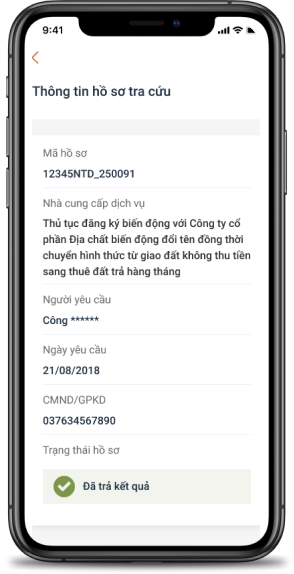 9:41
Thông tin hồ sơ tra cứu
Mã hồ sơ
12345NTD_250091
Nhà cung cấp dịch vụ
Thủ tục đăng ký biến động với Công ty cổ
phần Địa chất biến động đổi tên đồng thời
chuyển hình thức từ giao đất không thu tiền
sang thuê đất trả hàng tháng
Người yêu cầu
Công ******
Ngày yêu cầu
21/08/2018
CMND/GPKD
037634567890
Trạng thái hồ sơ
Đã trả kết quả